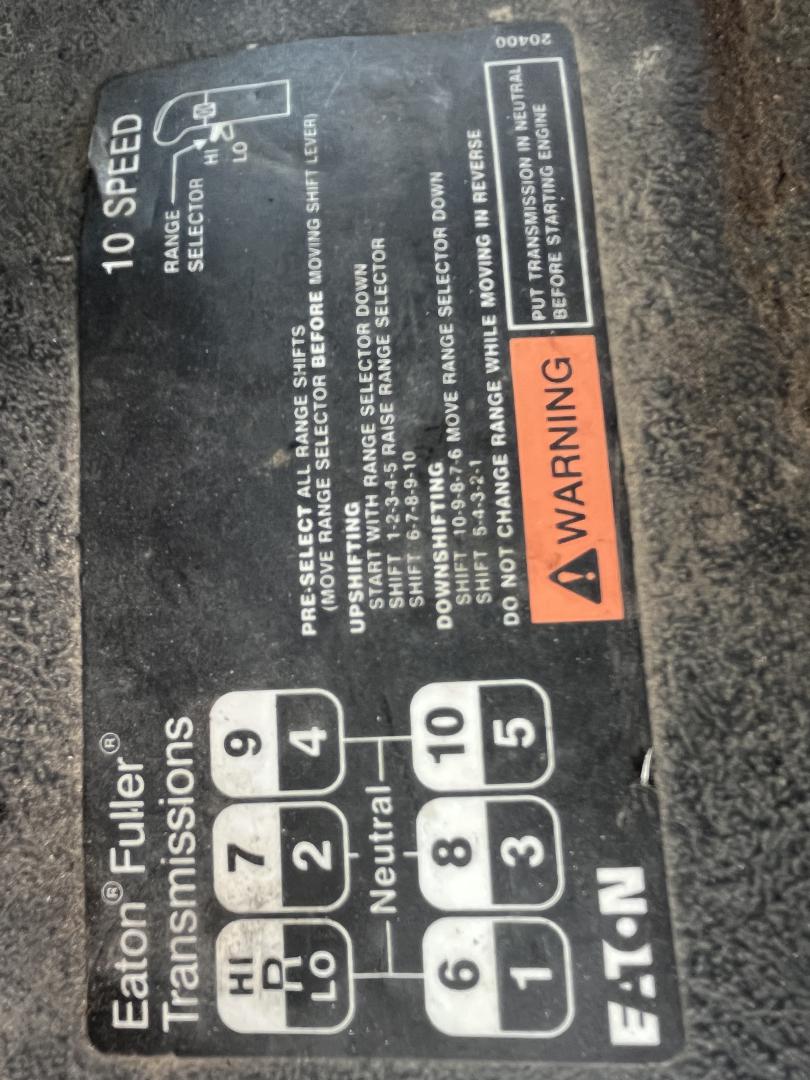 Eaton® Fuller®
Transmissions
10 SPEED
RANGE
SELECTOR
HI
LO
HI
R
LO
7
2
9
4
Neutral
6
1
8
3
10
5
PRE-SELECT ALL RANGE SHIFTS
(MOVE RANGE SELECTOR BEFORE MOVING SHIFT LEVER)
UPSHIFTING
START WITH RANGE SELECTOR DOWN
SHIFT 1-2-3-4-5 RAISE RANGE SELECTOR
SHIFT 6-7-8-9-10
DOWNSHIFTING
SHIFT 10-9-8-7-6 MOVE RANGE SELECTOR DOWN
SHIFT 5-4-3-2-1
DO NOT CHANGE RANGE WHILE MOVING IN REVERSE
WARNING
PUT TRANSMISSION IN NEUTRAL
BEFORE STARTING ENGINE
EATON
20400